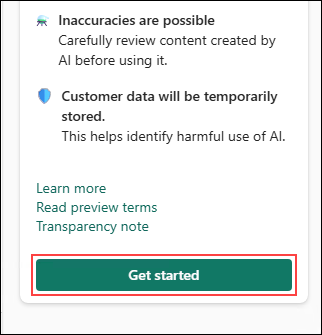 Inaccuracies are possible
Carefully review content created by
AI before using it.
Customer data will be temporarily
stored.
This helps identify harmful use of AI.
Learn more
Read preview terms
Transparency note
Get started